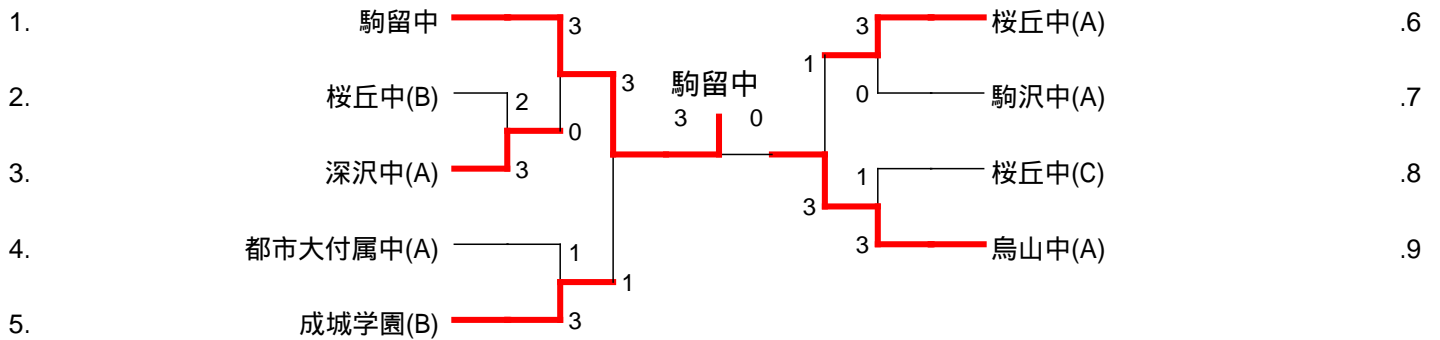 1. 駒留中 3 3 桜丘中(A) .6
1
3 駒留中
2. 桜丘中(B) 2 0 駒沢中(A) .7
3 0
0
3. 深沢中(A) 3 1 桜丘中(C) .8
3
4. 都市大付属中(A) 1 3 烏山中(A) .9
1
5. 成城学園(B) 3